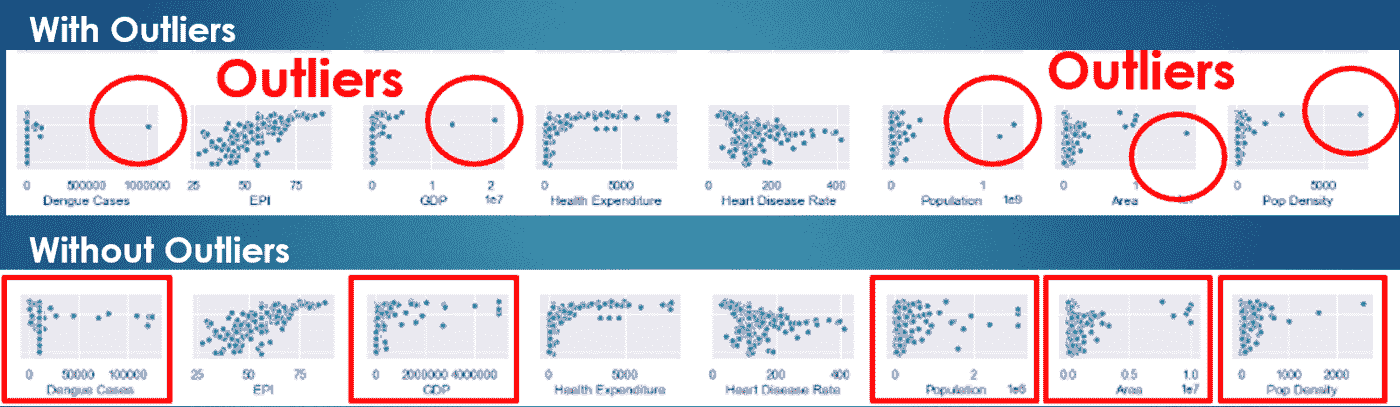 With Outliers
Outliers
Outliers
0 500000 1000000 25 50 75 0 1 2 0 5000 0 200 400 0 1 0 1 0 5000
Dengue Cases EPI GDP 1e7 Health Expenditure Heart Disease Rate Population 1e9 Area Pop Density
Without Outliers
0 50000 100000 25 50 75 0 2000000 4000000 0 5000 0 200 400 0 2 0.0 0.5 1.0 0 1000 2000
Dengue Cases EPI GDP Health Expenditure Heart Disease Rate Population Area 1e7 Pop Density